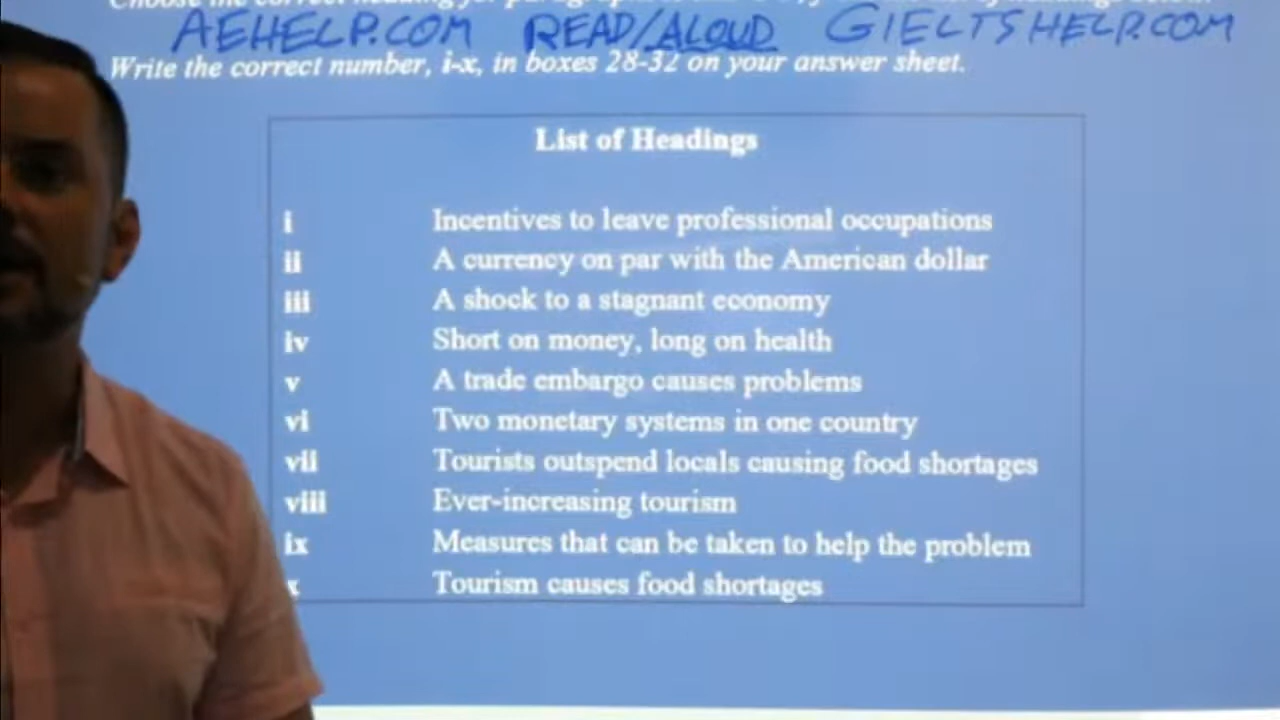 AEHELP.COM READ/ALOUD GIELTSHELP.COM
Write the correct number, i-x, in boxes 28-32 on your answer sheet.
List of Headings
i Incentives to leave professional occupations
ii A currency on par with the American dollar
iii A shock to a stagnant economy
iv Short on money, long on health
v A trade embargo causes problems
vi Two monetary systems in one country
vii Tourists outspend locals causing food shortages
viii Ever-increasing tourism
ix Measures that can be taken to help the problem
x Tourism causes food shortages